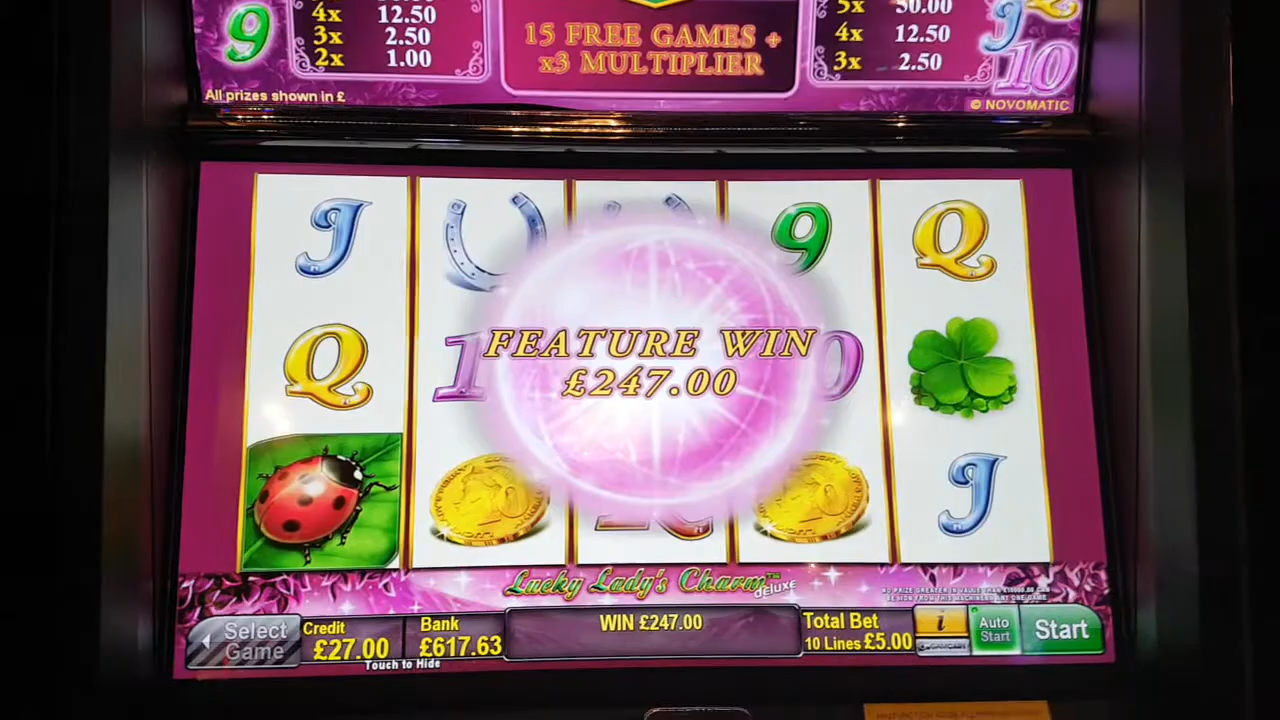 9
4x 12.50
3x 2.50
2x 1.00
15 FREE GAMES +
x3 MULTIPLIER
5x 50.00
4x 12.50
3x 2.50
J
Q
10
All prizes shown in £
© NOVOMATIC
J
9
Q
Q
FEATURE WIN
£247.00
J
Lucky Lady's Charm™
deluxe
Select
Game
Credit
£27.00
Bank
£617.63
Touch to Hide
WIN £247.00
Total Bet
10 Lines £5.00
i
Auto
Start
Start